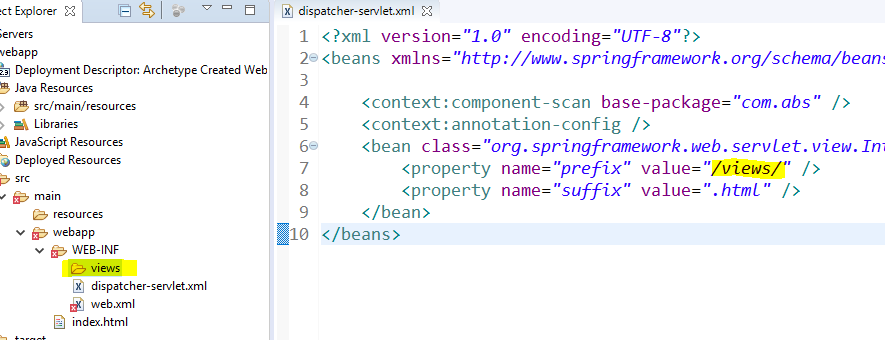 ect Explorer
Servers
webapp
Deployment Descriptor: Archetype Created Web
Java Resources
src/main/resources
Libraries
JavaScript Resources
Deployed Resources
src
main
resources
webapp
WEB-INF
views
dispatcher-servlet.xml
web.xml
index.html
target
dispatcher-servlet.xml
1 <?xml version="1.0" encoding="UTF-8"?>
2 <beans xmlns="http://www.springframework.org/schema/beans
3
4 <context:component-scan base-package="com.abs" />
5 <context:annotation-config />
6 <bean class="org.springframework.web.servlet.view.Int
7 <property name="prefix" value="/views/" />
8 <property name="suffix" value=".html" />
9 </bean>
10 </beans>